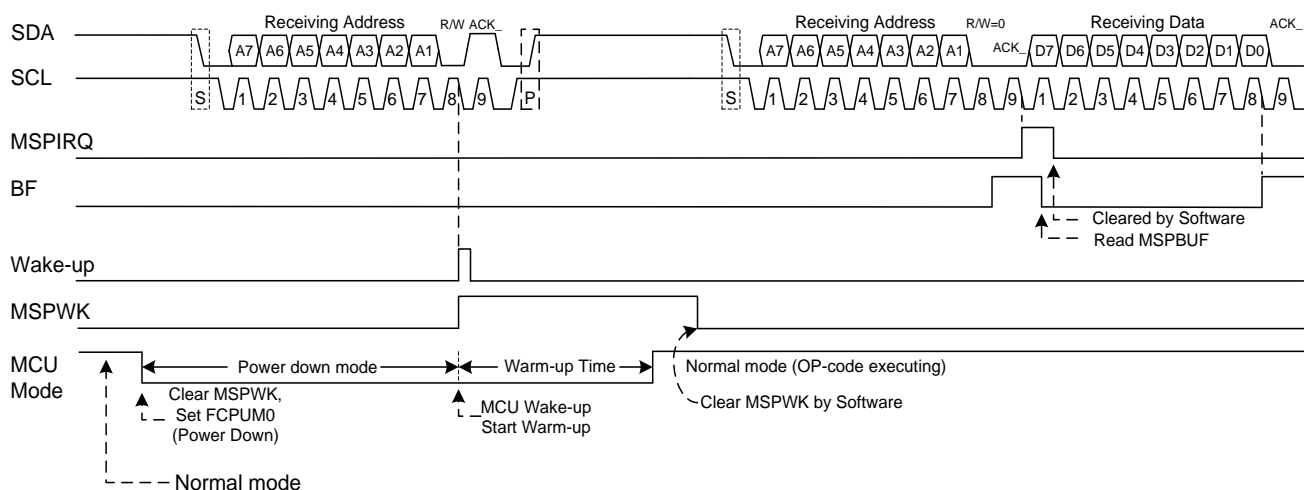 SDA
Receiving Address
R/W ACK_
Receiving Address
R/W=0
Receiving Data
ACK_
A7 A6 A5 A4 A3 A2 A1
A7 A6 A5 A4 A3 A2 A1
ACK_
D7 D6 D5 D4 D3 D2 D1 D0
SCL
S 1 2 3 4 5 6 7 8 9 P
S 1 2 3 4 5 6 7 8 9 1 2 3 4 5 6 7 8 9
MSPIRQ
BF
Cleared by Software
Read MSPBUF
Wake-up
MSPWK
MCU
Mode
Power down mode
Warm-up Time
Normal mode (OP-code executing)
Clear MSPWK,
Set FCPUM0
(Power Down)
MCU Wake-up
Start Warm-up
Clear MSPWK by Software
Normal mode